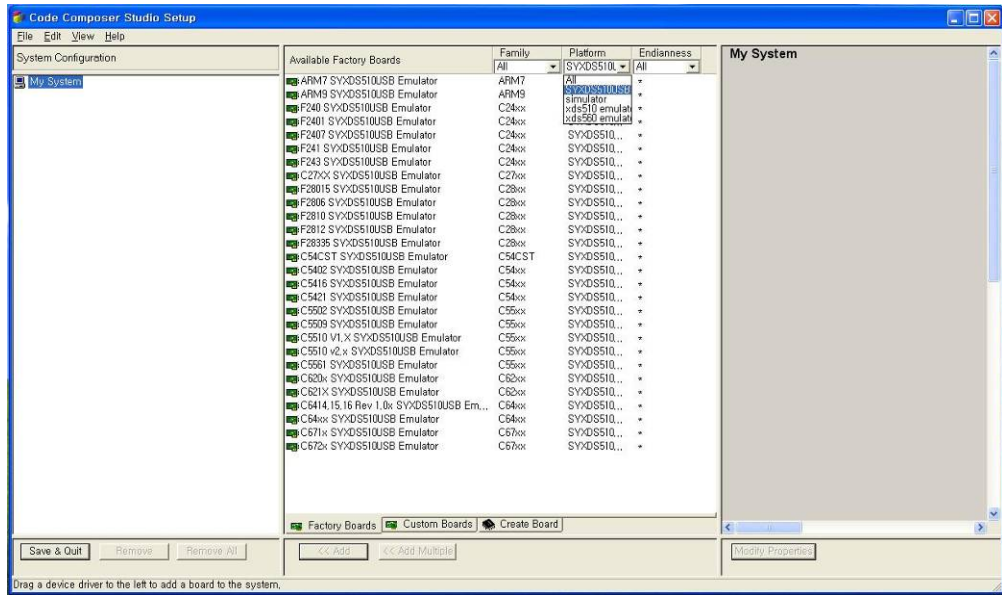 Code Composer Studio Setup
File Edit View Help
System Configuration
Available Factory Boards
Family Platform Endianness
All SYXDS510L All
My System
My System
All
SYXDS510USB
simulator
xds510 emulat
xds560 emulat
ARM7 SYXDS510USB Emulator ARM7 *
ARM9 SYXDS510USB Emulator ARM9 *
F240 SYXDS510USB Emulator C24xx *
F2401 SYXDS510USB Emulator C24xx *
F2407 SYXDS510USB Emulator C24xx SYXDS510,.. *
F241 SYXDS510USB Emulator C24xx SYXDS510,.. *
F243 SYXDS510USB Emulator C24xx SYXDS510,.. *
C27XX SYXDS510USB Emulator C27xx SYXDS510,.. *
F28015 SYXDS510USB Emulator C28xx SYXDS510,.. *
F2806 SYXDS510USB Emulator C28xx SYXDS510,.. *
F2810 SYXDS510USB Emulator C28xx SYXDS510,.. *
F2812 SYXDS510USB Emulator C28xx SYXDS510,.. *
F28335 SYXDS510USB Emulator C28xx SYXDS510,.. *
C54CST SYXDS510USB Emulator C54CST SYXDS510,.. *
C5402 SYXDS510USB Emulator C54xx SYXDS510,.. *
C5416 SYXDS510USB Emulator C54xx SYXDS510,.. *
C5421 SYXDS510USB Emulator C54xx SYXDS510,.. *
C5502 SYXDS510USB Emulator C55xx SYXDS510,.. *
C5509 SYXDS510USB Emulator C55xx SYXDS510,.. *
C5510 V1,X SYXDS510USB Emulator C55xx SYXDS510,.. *
C5510 v2,x SYXDS510USB Emulator C55xx SYXDS510,.. *
C5561 SYXDS510USB Emulator C55xx SYXDS510,.. *
C620x SYXDS510USB Emulator C62xx SYXDS510,.. *
C621X SYXDS510USB Emulator C62xx SYXDS510,.. *
C6414,15,16 Rev 1,0x SYXDS510USB Em,.. C64xx SYXDS510,.. *
C64xx SYXDS510USB Emulator C64xx SYXDS510,.. *
C671x SYXDS510USB Emulator C67xx SYXDS510,.. *
C672x SYXDS510USB Emulator C67xx SYXDS510,.. *
Factory Boards Custom Boards Create Board
Save & Quit Remove Remove All << Add << Add Multiple Modify Properties
Drag a device driver to the left to add a board to the system,